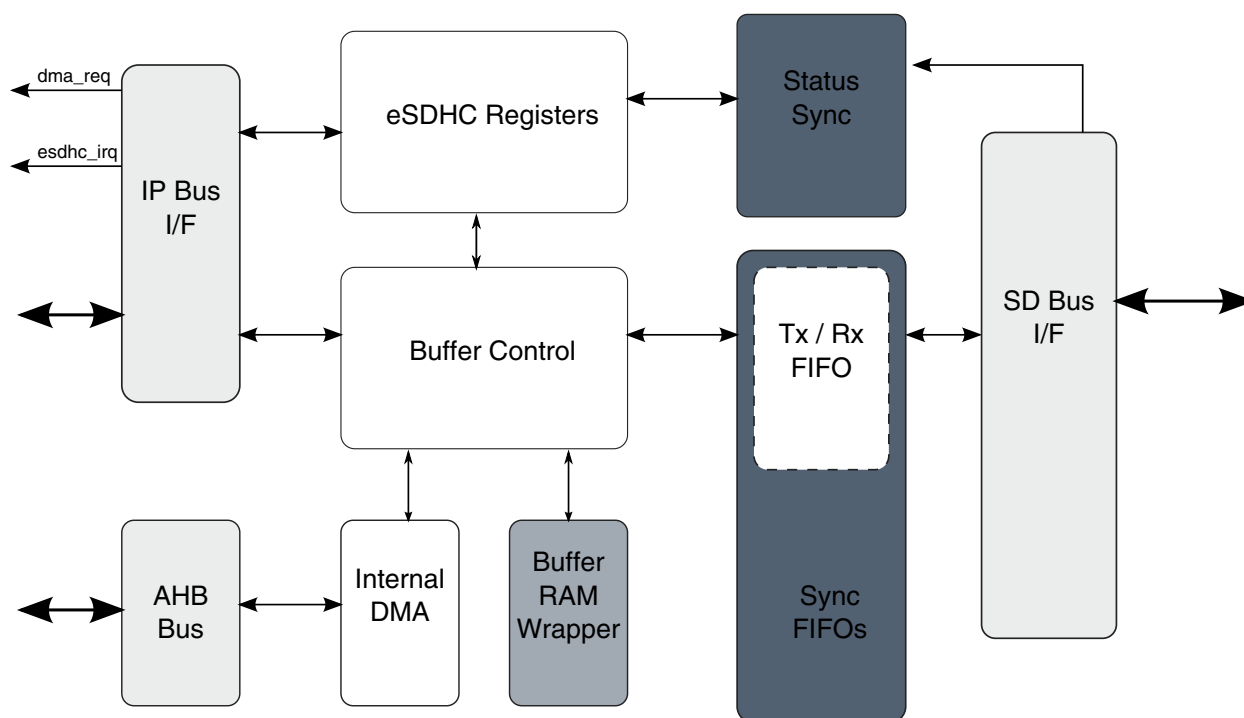 dma_req
esdhc_irq
IP Bus
I/F
eSDHC Registers
Status
Sync
Buffer Control
Tx / Rx
FIFO
SD Bus
I/F
AHB
Bus
Internal
DMA
Buffer
RAM
Wrapper
Sync
FIFOs